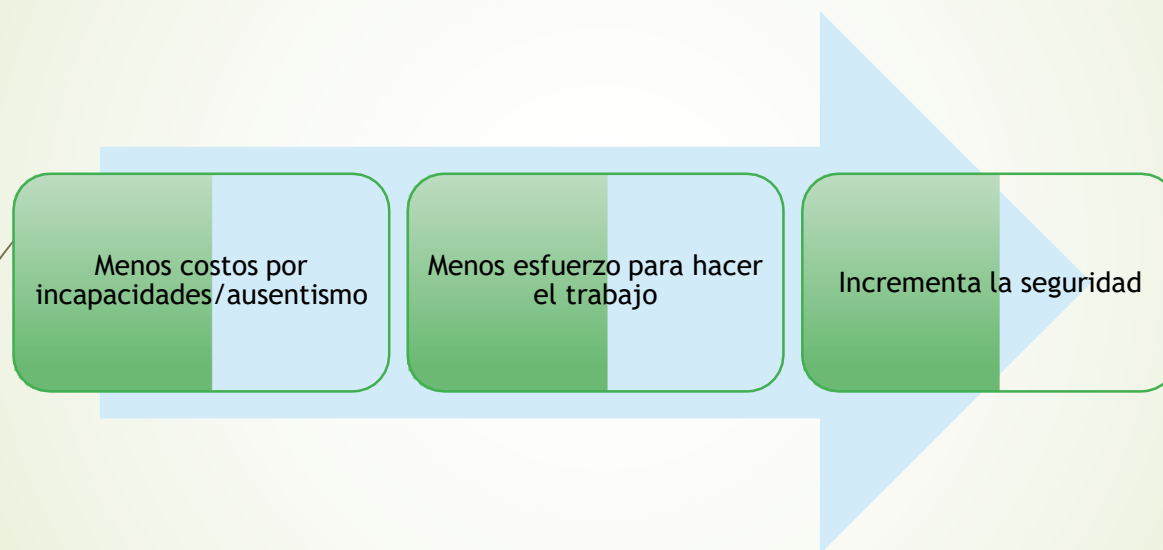 Menos costos por
incapacidades/ausentismo
Menos esfuerzo para hacer
el trabajo
Incrementa la seguridad